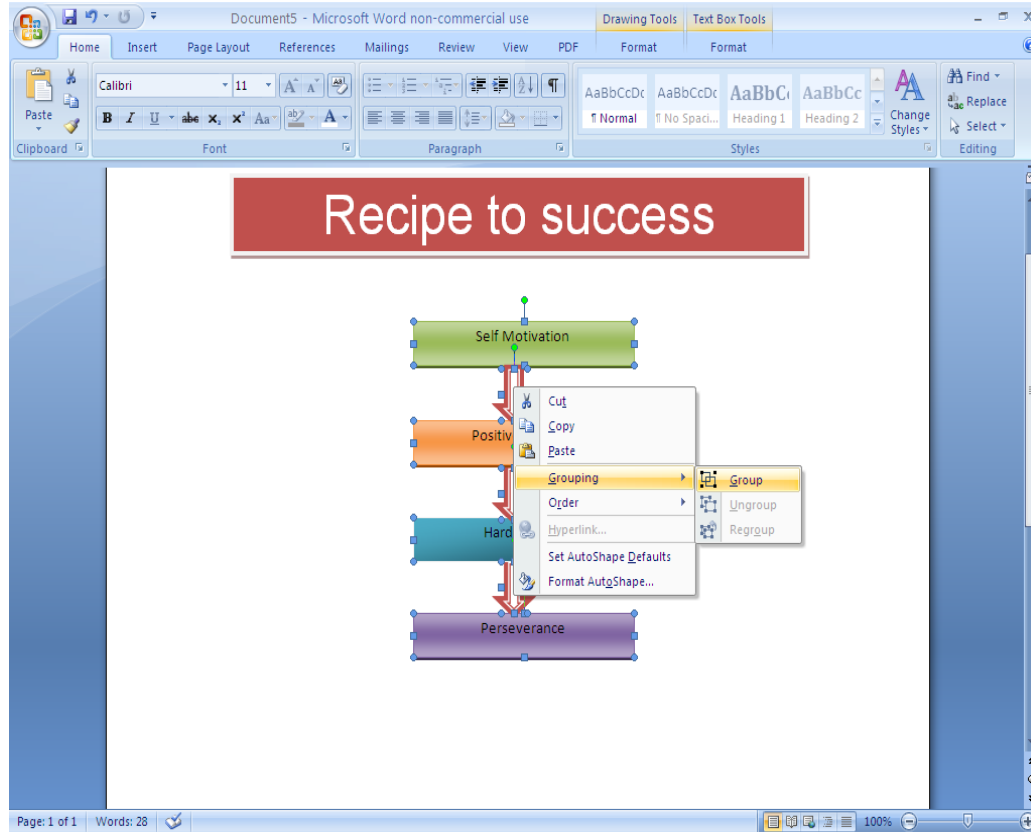 Document5 - Microsoft Word non-commercial use
Drawing Tools Text Box Tools
Home Insert Page Layout References Mailings Review View PDF Format Format
Calibri 11
Paste
AaBbCcDc AaBbCcDc AaBbC AaBbCc
¶ Normal ¶ No Spaci... Heading 1 Heading 2
Change Styles
Find
Replace
Select
Clipboard Font Paragraph Styles Editing
Recipe to success
Self Motivation
Cut
Copy
Positiv
Paste
Grouping Group
Order Ungroup
Hard Hyperlink... Regroup
Set AutoShape Defaults
Format AutoShape...
Perseverance
Page: 1 of 1 Words: 28 100%